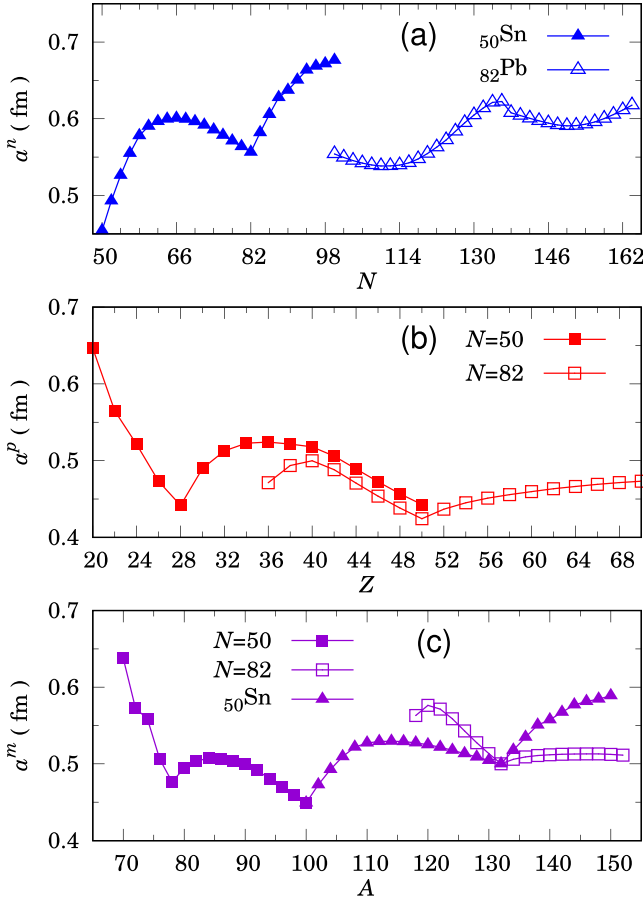 (a)
₅₀Sn
₈₂Pb
0.7
0.6
0.5
aⁿ ( fm )
50 66 82 98 114 130 146 162
N
(b)
N=50
N=82
0.7
0.6
0.5
0.4
aᵖ ( fm )
20 24 28 32 36 40 44 48 52 56 60 64 68
Z
(c)
N=50
N=82
₅₀Sn
0.7
0.6
0.5
0.4
aᵐ ( fm )
70 80 90 100 110 120 130 140 150
A